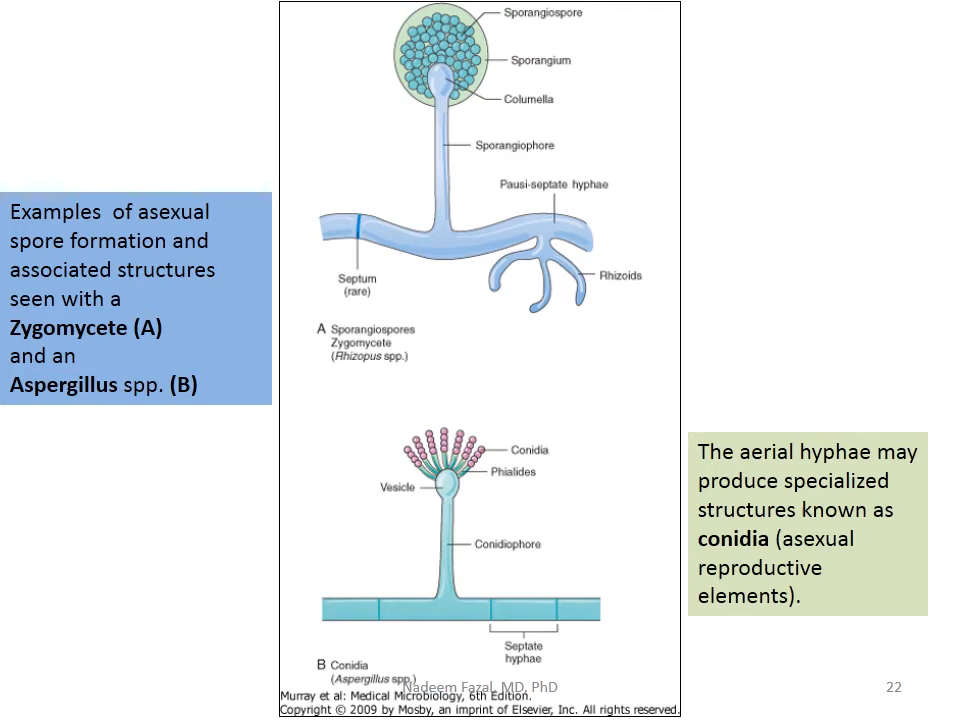 Sporangiospore
Sporangium
Columella
Sporangiophore
Pausi-septate hyphae
Septum
(rare)
Rhizoids
A Sporangiospores
Zygomycete
(Rhizopus spp.)
Examples of asexual
spore formation and
associated structures
seen with a
Zygomycete (A)
and an
Aspergillus spp. (B)
Conidia
Phialides
Vesicle
Conidiophore
Septate
hyphae
B Conidia
(Aspergillus spp.)
The aerial hyphae may
produce specialized
structures known as
conidia (asexual
reproductive
elements).
Nadeem Fazal, MD, PhD
22
Murray et al: Medical Microbiology, 6th Edition.
Copyright © 2009 by Mosby, an imprint of Elsevier, Inc. All rights reserved.